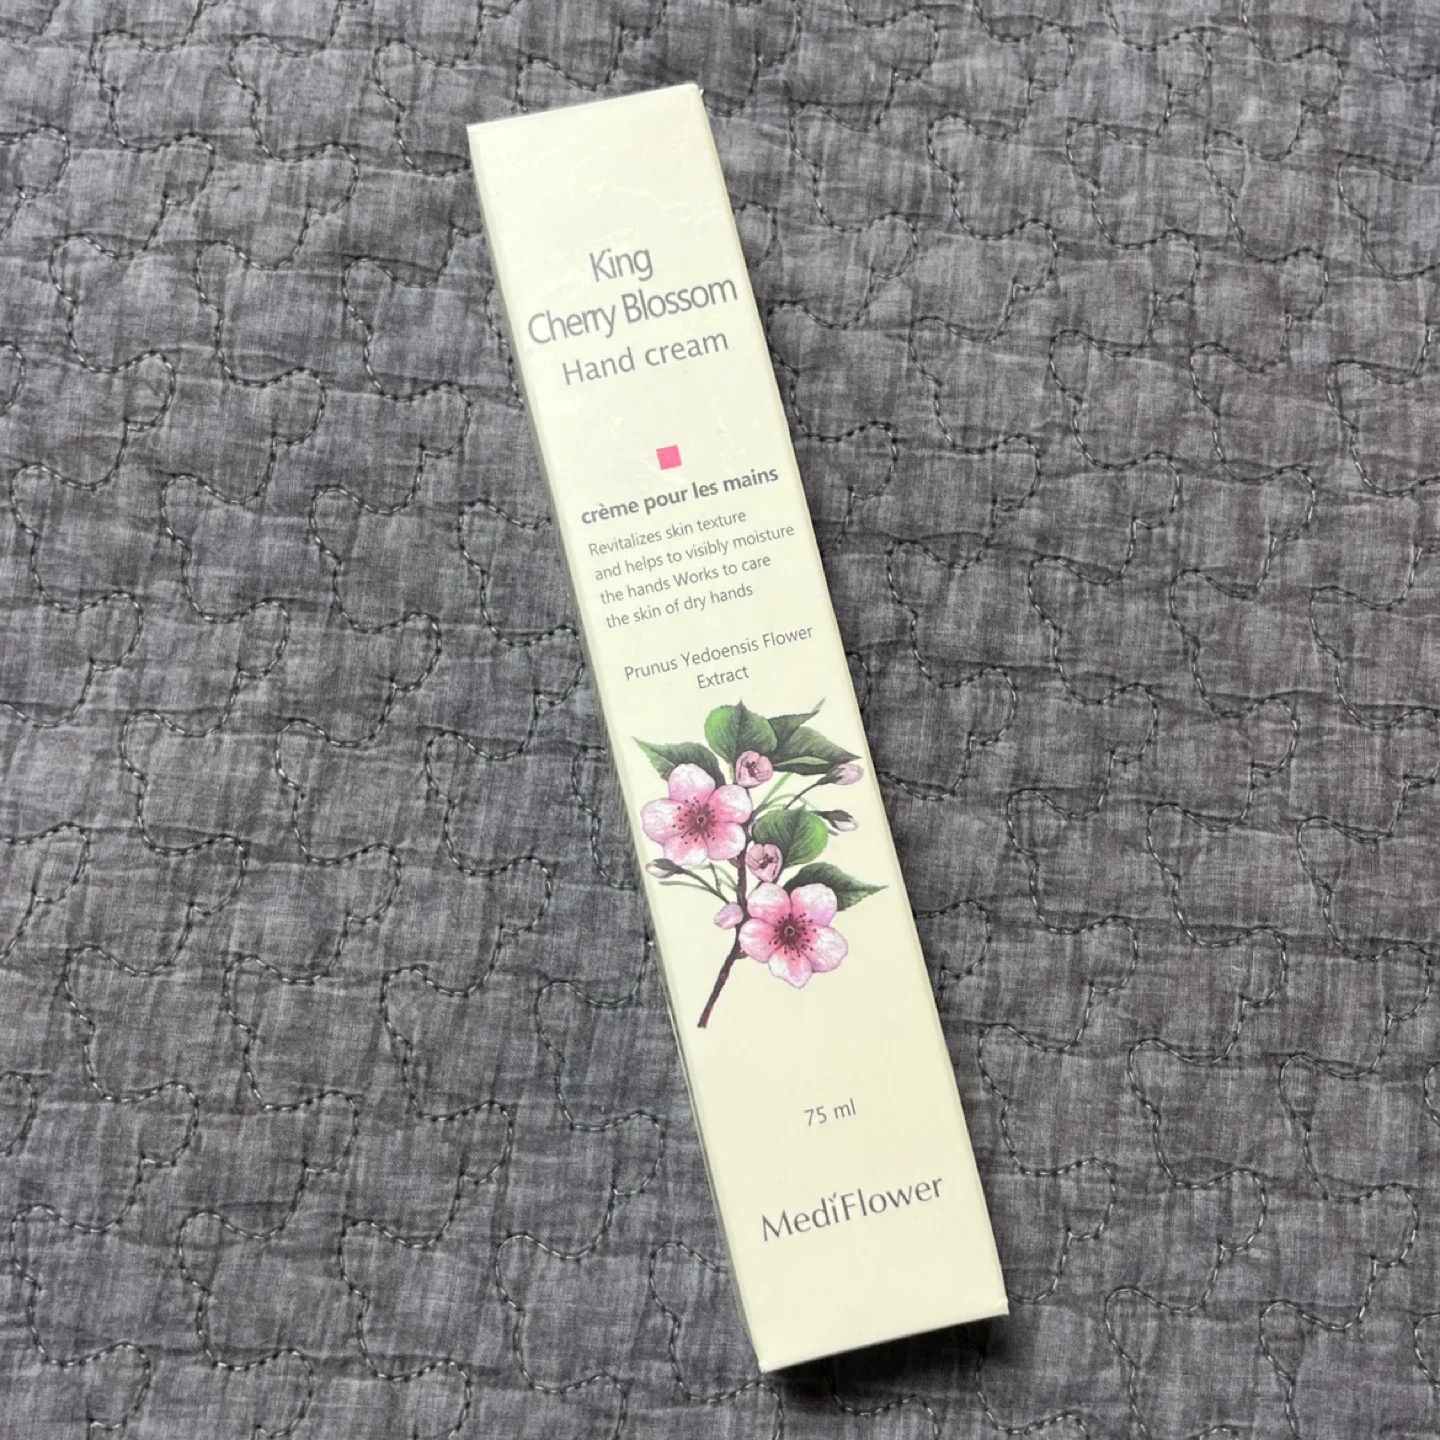 King
Cherry Blossom
Hand cream
crème pour les mains
Revitalizes skin texture
and helps to visibly moisture
the hands Works to care
the skin of dry hands
Prunus Yedoensis Flower
Extract
75 ml
MediFlower